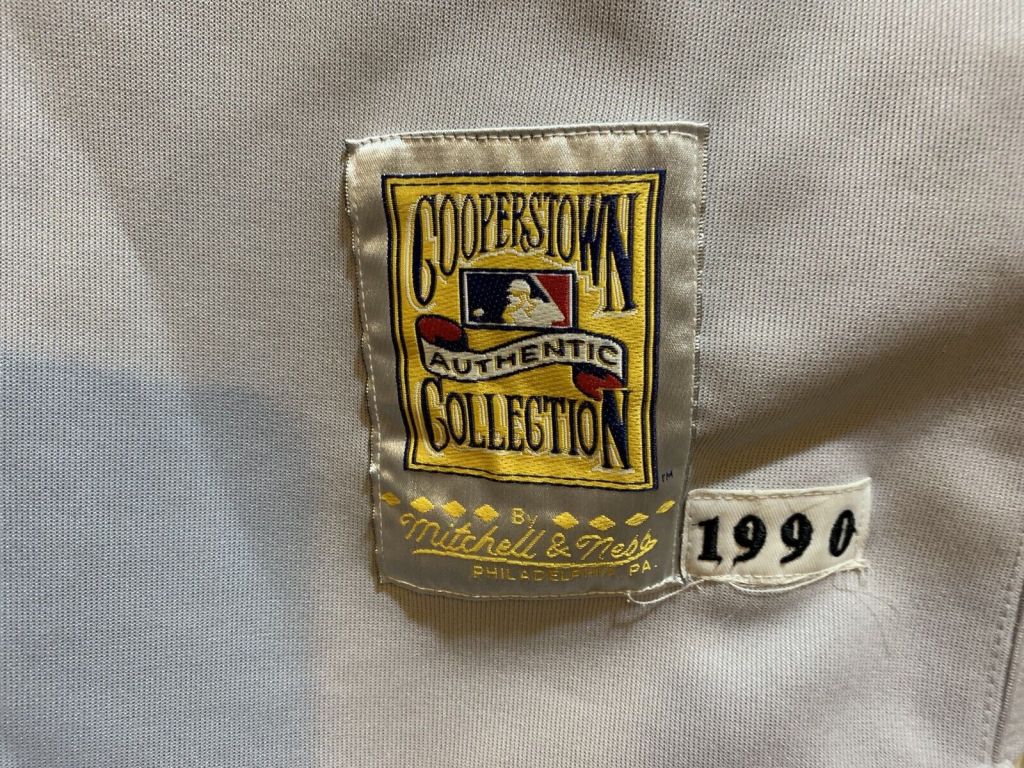 COOPERSTOWN
AUTHENTIC
COLLECTION
TM
By
Mitchell & Ness
PHILADELPHIA, PA.
1990